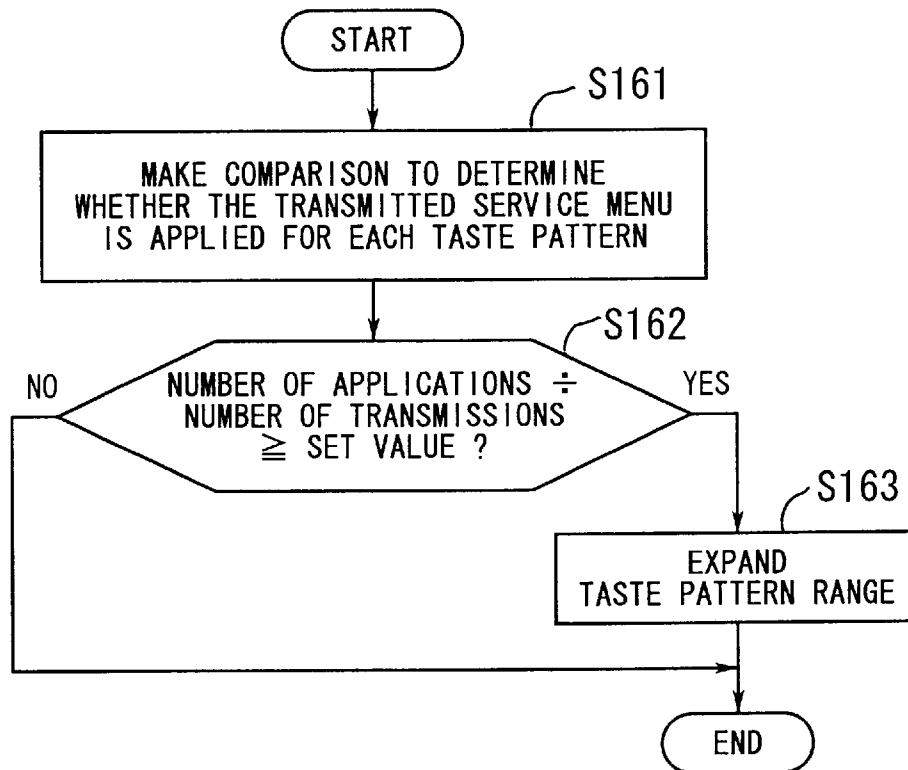 START
S161
MAKE COMPARISON TO DETERMINE
WHETHER THE TRANSMITTED SERVICE MENU
IS APPLIED FOR EACH TASTE PATTERN
S162
NO
NUMBER OF APPLICATIONS ÷
NUMBER OF TRANSMISSIONS
≧ SET VALUE ?
YES
S163
EXPAND
TASTE PATTERN RANGE
END